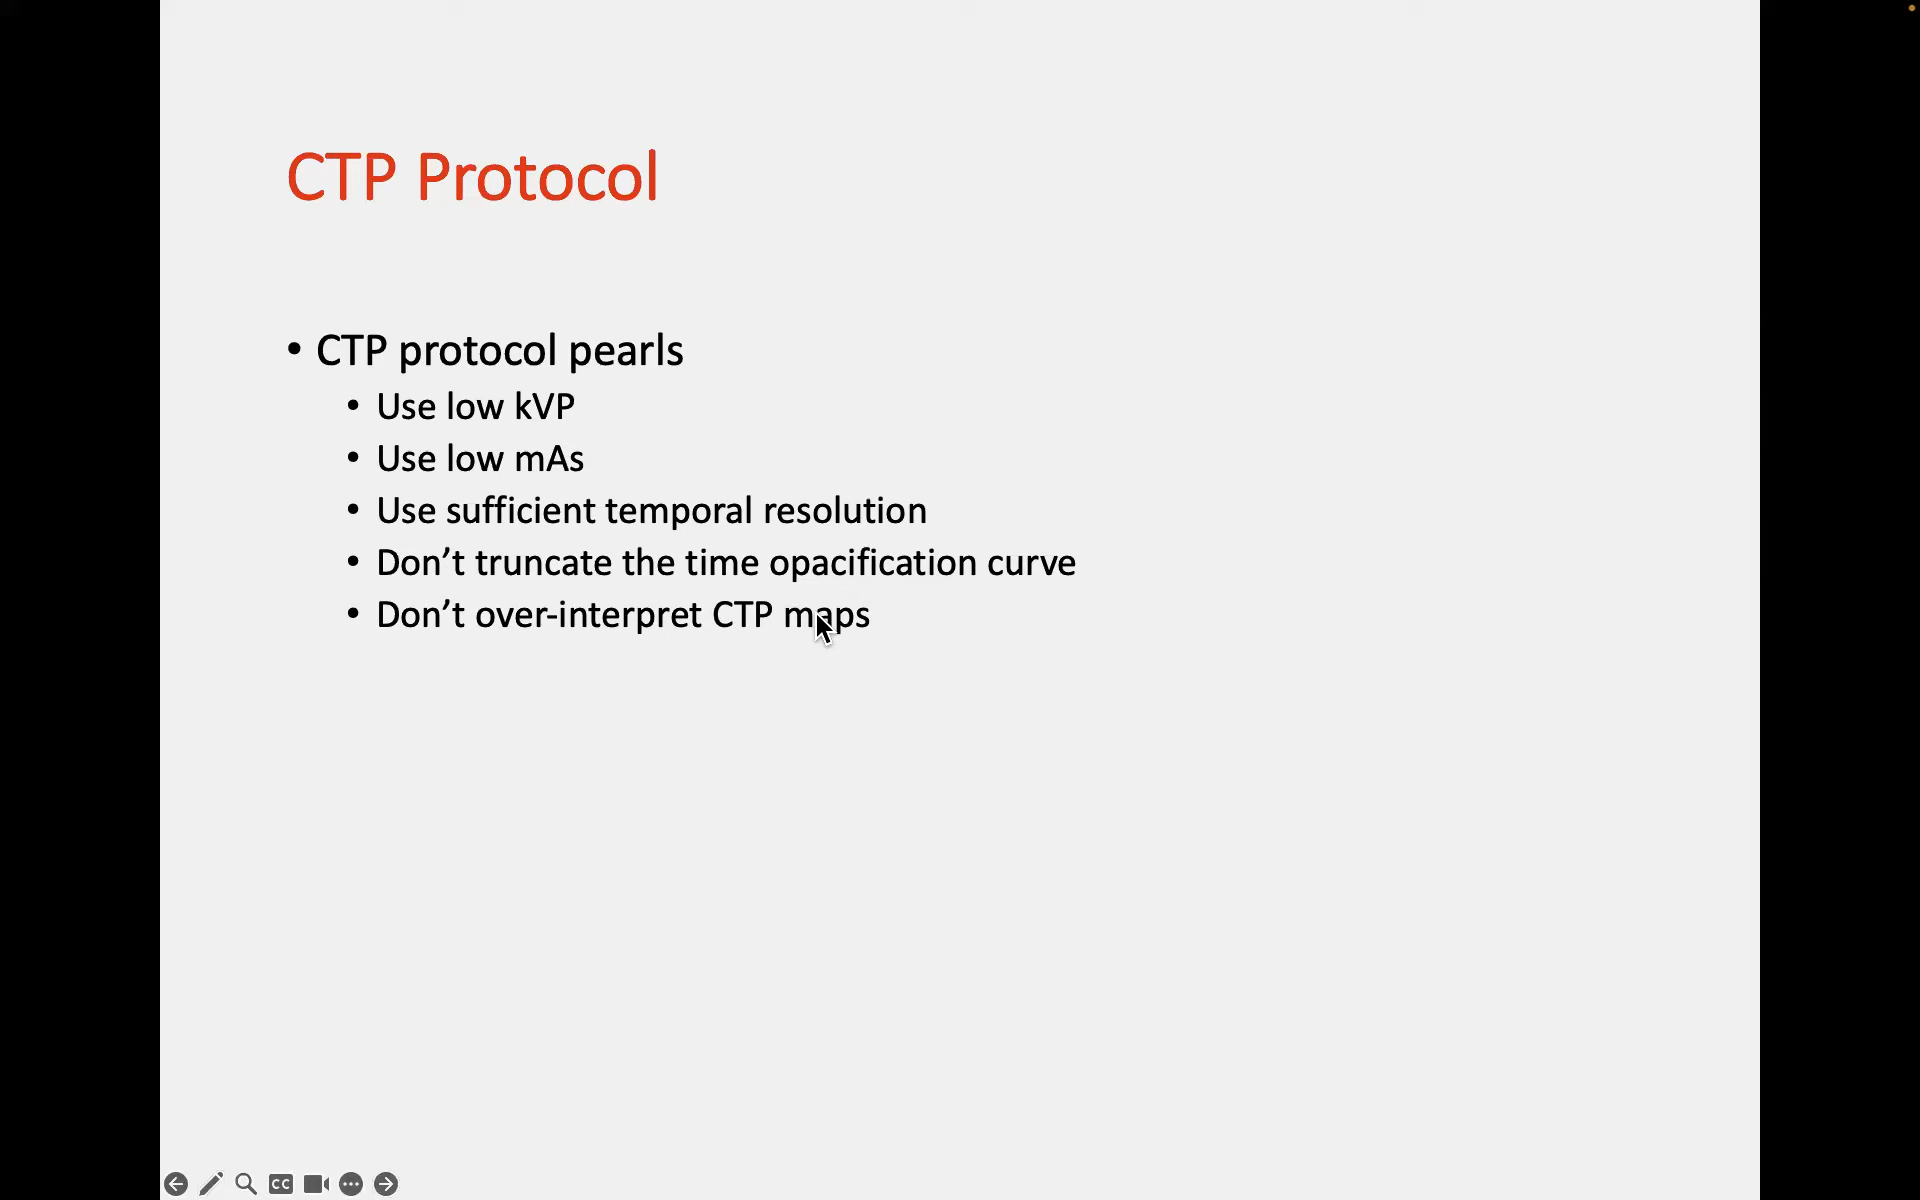 CTP Protocol
• CTP protocol pearls
• Use low kVP
• Use low mAs
• Use sufficient temporal resolution
• Don’t truncate the time opacification curve
• Don’t over-interpret CTP maps
CC